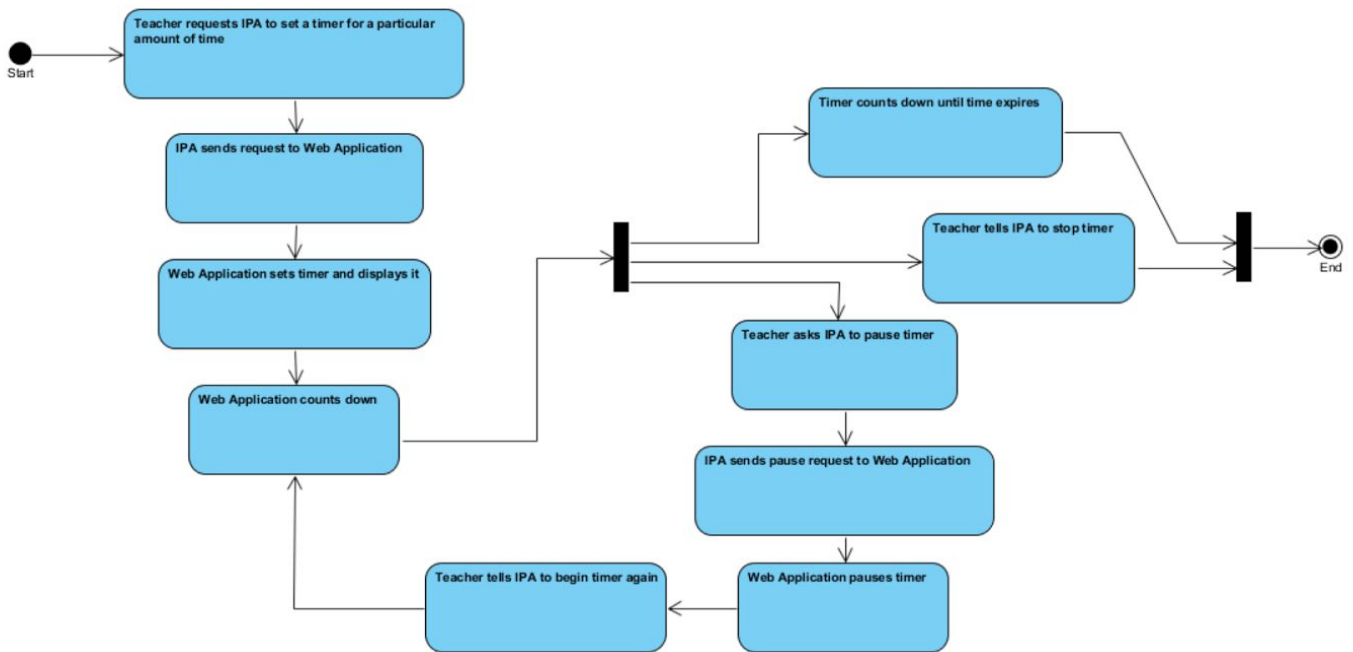 Teacher requests IPA to set a timer for a particular
amount of time
Start
IPA sends request to Web Application
Web Application sets timer and displays it
Web Application counts down
Timer counts down until time expires
Teacher tells IPA to stop timer
End
Teacher asks IPA to pause timer
IPA sends pause request to Web Application
Web Application pauses timer
Teacher tells IPA to begin timer again